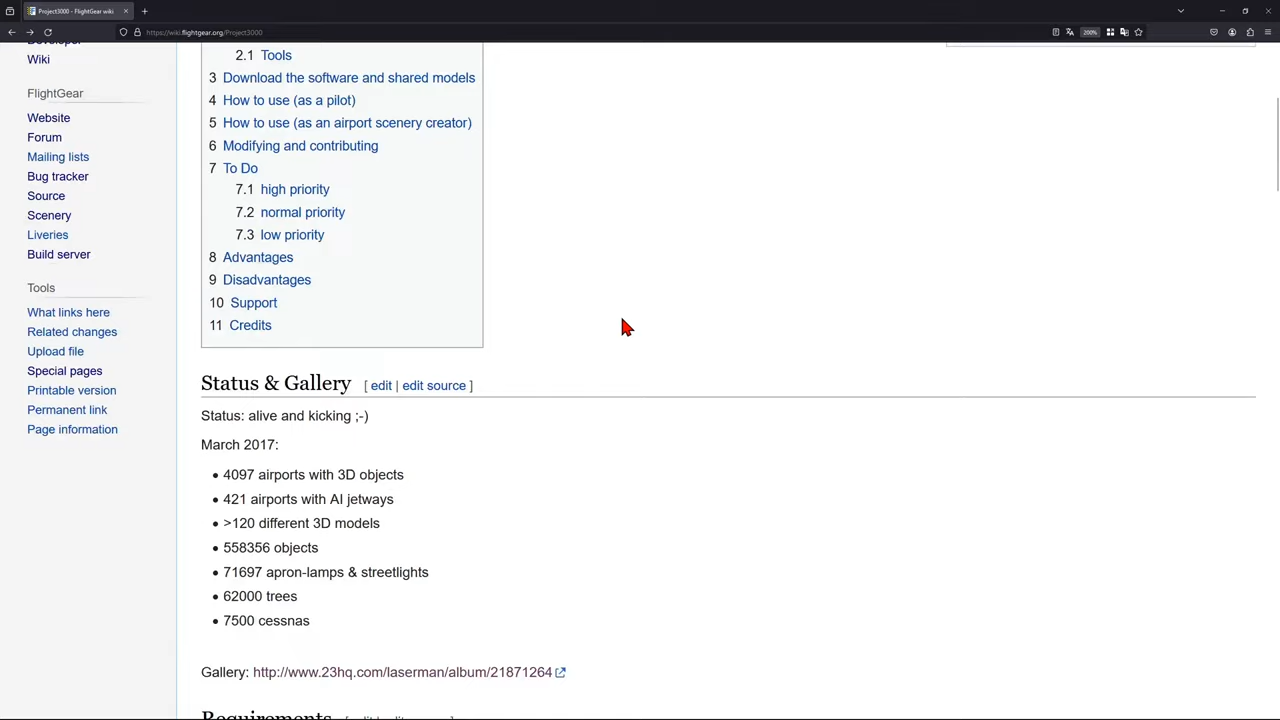 Project3000 - FlightGear wiki
https://wiki.flightgear.org/Project3000
200%
Developer
Wiki
FlightGear
Website
Forum
Mailing lists
Bug tracker
Source
Scenery
Liveries
Build server
Tools
What links here
Related changes
Upload file
Special pages
Printable version
Permanent link
Page information
2.1 Tools
3 Download the software and shared models
4 How to use (as a pilot)
5 How to use (as an airport scenery creator)
6 Modifying and contributing
7 To Do
7.1 high priority
7.2 normal priority
7.3 low priority
8 Advantages
9 Disadvantages
10 Support
11 Credits
Status & Gallery [ edit | edit source ]
Status: alive and kicking ;-)
March 2017:
• 4097 airports with 3D objects
• 421 airports with AI jetways
• >120 different 3D models
• 558356 objects
• 71697 apron-lamps & streetlights
• 62000 trees
• 7500 cessnas
Gallery: http://www.23hq.com/laserman/album/21871264
Requirements